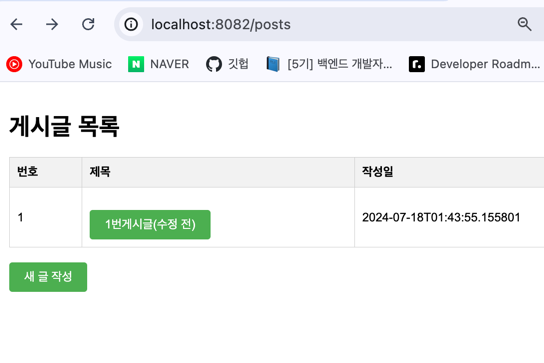 localhost:8082/posts
YouTube Music NAVER 깃헙 [5기] 백엔드 개발자... Developer Roadm...
게시글 목록
번호 제목 작성일
1 1번게시글(수정 전) 2024-07-18T01:43:55.155801
새 글 작성